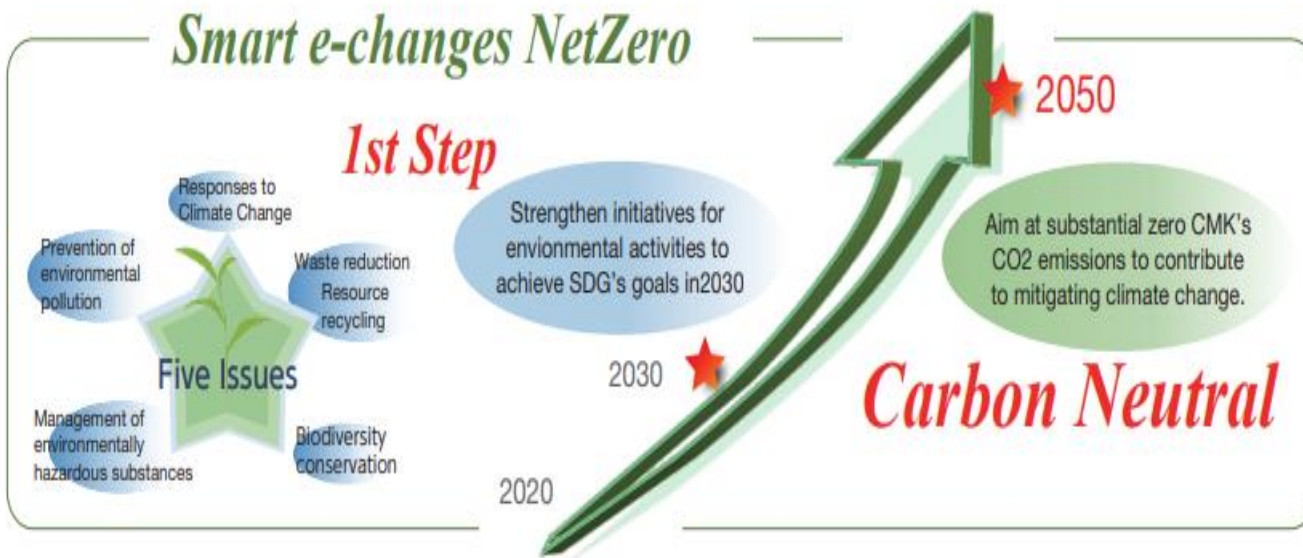 Smart e-changes NetZero
1st Step
Responses to
Climate Change
Prevention of
environmental
pollution
Waste reduction
Resource
recycling
Five Issues
Management of
environmentally
hazardous substances
Biodiversity
conservation
Strengthen initiatives for
envionmental activities to
achieve SDG's goals in2030
2020
2030
2050
Aim at substantial zero CMK's
CO2 emissions to contribute
to mitigating climate change.
Carbon Neutral